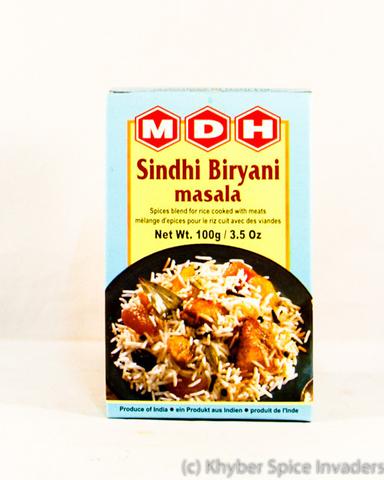 MDH
Sindhi Biryani
masala
Spices blend for rice cooked with meats
mélange d'epices pour le riz cuit avec des viandes
Net Wt. 100g / 3.5 Oz
Produce of India ● ein Produkt aus Indien ● produit de l'Inde
(c) Khyber Spice Invaders